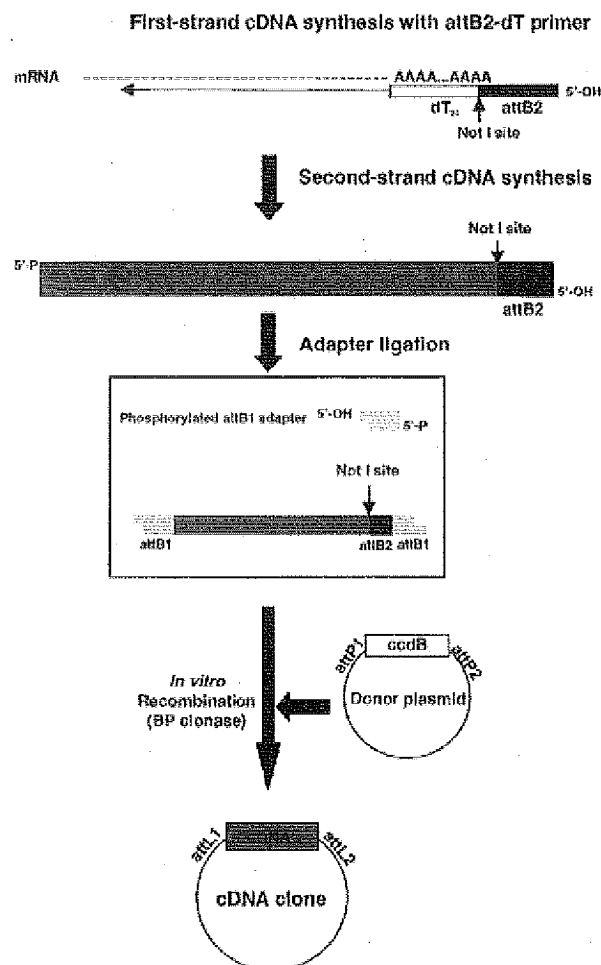 First-strand cDNA synthesis with attB2-dT primer
mRNA
AAAA...AAAA
5'-OH
dT
attB2
Not I site
Second-strand cDNA synthesis
Not I site
5'-P
5'-OH
attB2
Adapter ligation
Phosphorylated attB1 adapter
5'-OH
5'-P
Not I site
attB1
attB2
attB1
In vitro
Recombination
(BP clonase)
attP1
ccdB
attP2
Donor plasmid
attL1
attL2
cDNA clone